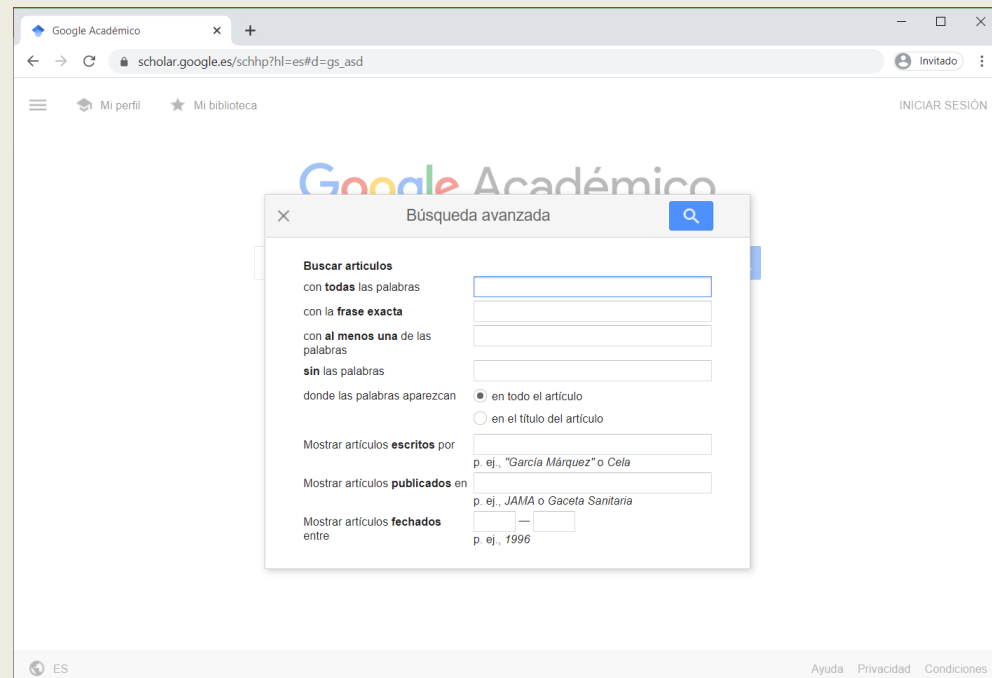 Google Académico
scholar.google.es/schhp?hl=es#d=gs_asd
Invitado
Mi perfil
Mi biblioteca
INICIAR SESIÓN
Google Académico
Búsqueda avanzada
Buscar artículos
con todas las palabras
con la frase exacta
con al menos una de las
palabras
sin las palabras
donde las palabras aparezcan
en todo el artículo
en el título del artículo
Mostrar artículos escritos por
p. ej., "García Márquez" o Cela
Mostrar artículos publicados en
p. ej., JAMA o Gaceta Sanitaria
Mostrar artículos fechados
entre
—
p. ej., 1996
ES
Ayuda
Privacidad
Condiciones